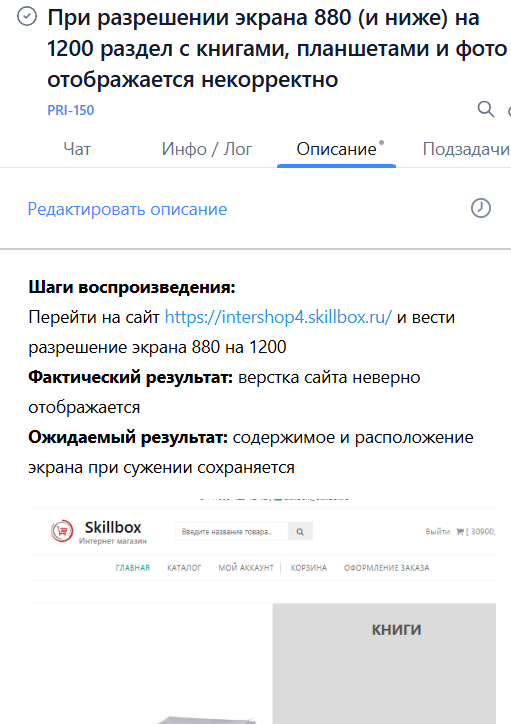 При разрешении экрана 880 (и ниже) на
1200 раздел с книгами, планшетами и фото
отображается некорректно
PRI-150
Чат
Инфо / Лог
Описание
Подзадачи
Редактировать описание
Шаги воспроизведения:
Перейти на сайт https://intershop4.skillbox.ru/ и вести
разрешение экрана 880 на 1200
Фактический результат: верстка сайта неверно
отображается
Ожидаемый результат: содержимое и расположение
экрана при сужении сохраняется
Skillbox
Интернет магазин
Введите название товара..
Выйти
[ 30900,
ГЛАВНАЯ
КАТАЛОГ
МОЙ АККАУНТ
КОРЗИНА
ОФОРМЛЕНИЕ ЗАКАЗА
КНИГИ